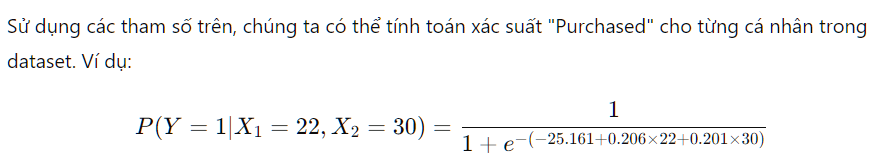 Sử dụng các tham số trên, chúng ta có thể tính toán xác suất "Purchased" cho từng cá nhân trong
dataset. Ví dụ:
P(Y = 1|X₁ = 22, X₂ = 30) = 1 / (1 + e^−(−25.161+0.206×22+0.201×30))